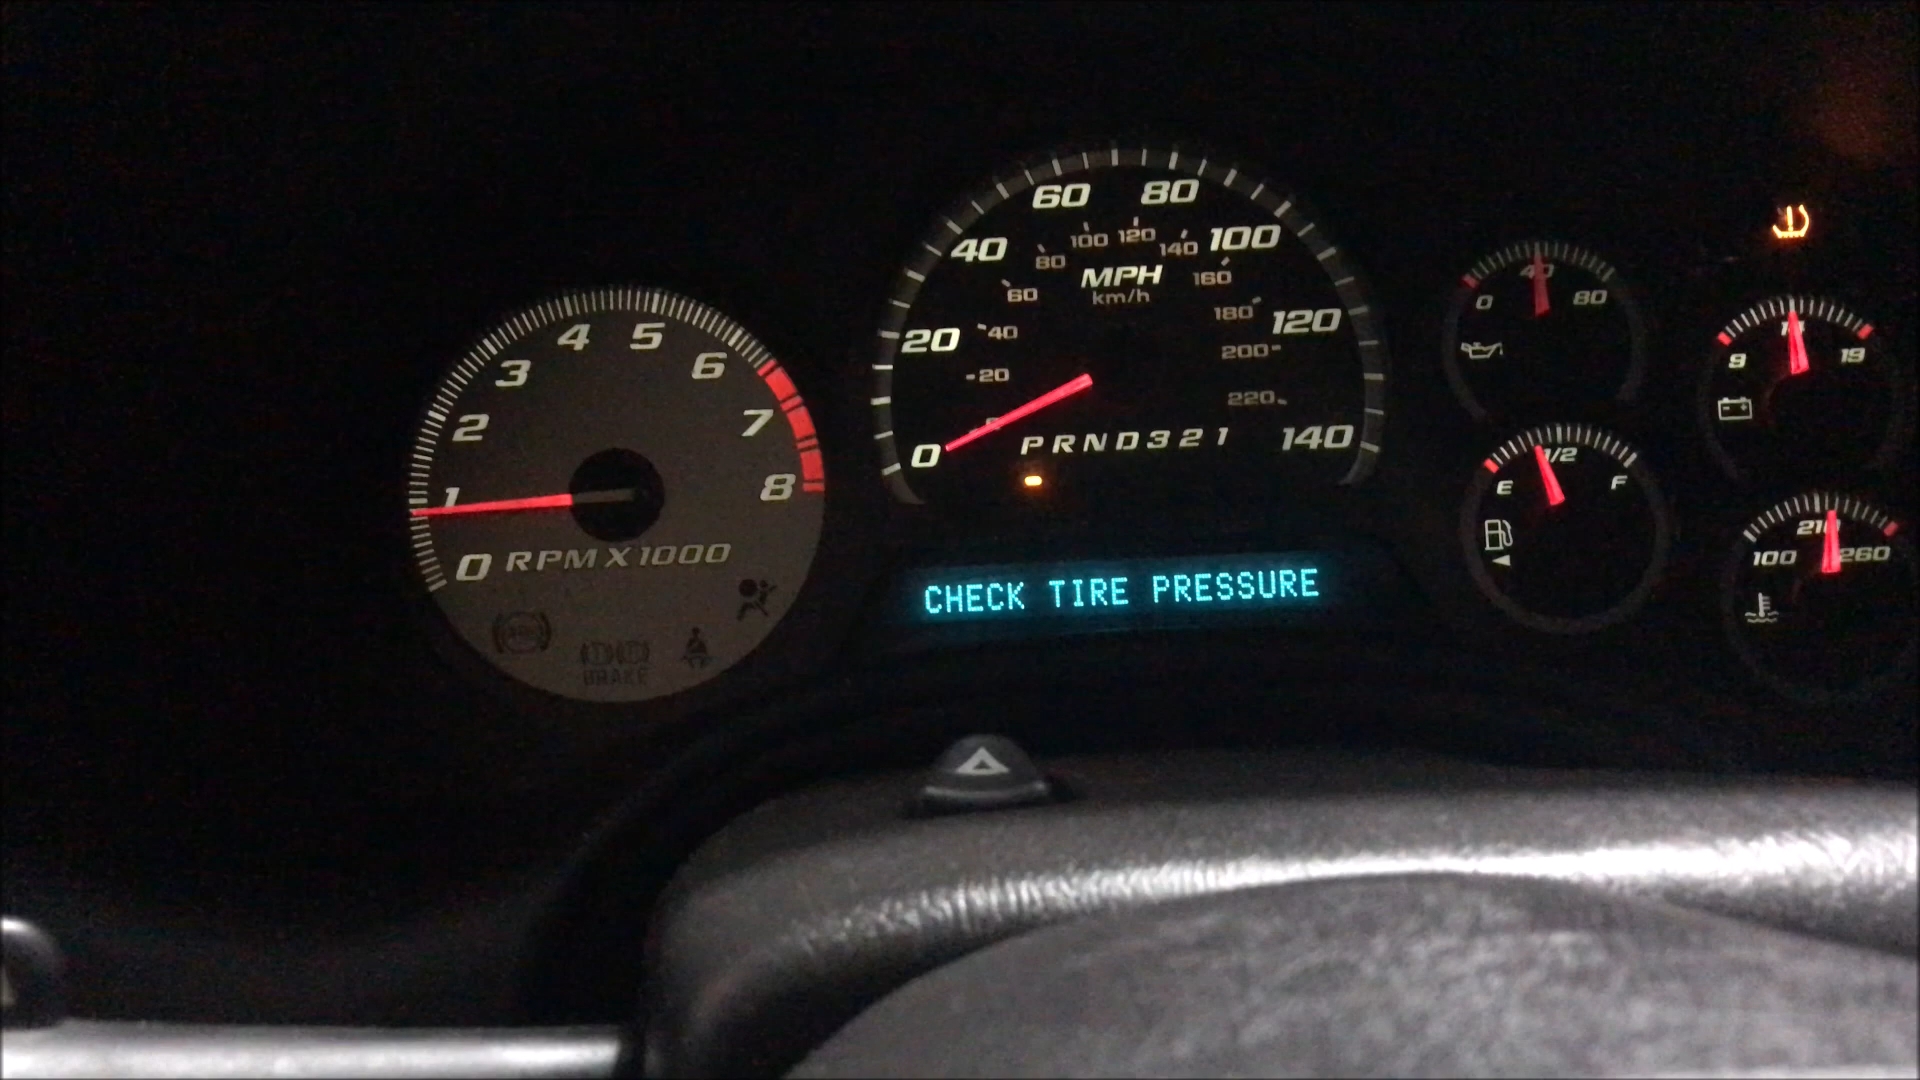 60 80
40 100
100 120 140
80 160
MPH
km/h
60 180
20 40 120
20 200
220
0 PRND321 140
4 5
3 6
2 7
1 8
0 RPM X 1000
BRAKE
CHECK TIRE PRESSURE
40
0 80
14
9 19
1/2
E F
210
100 260